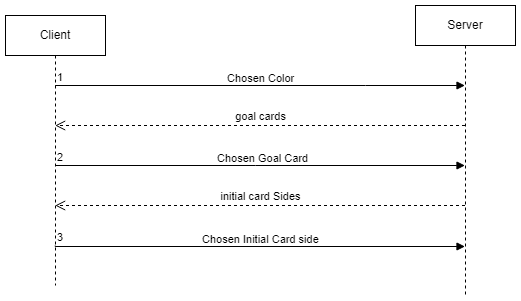 Client
Server
1
Chosen Color
goal cards
2
Chosen Goal Card
initial card Sides
3
Chosen Initial Card side